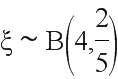 ξ ~ B(4, 2/5)